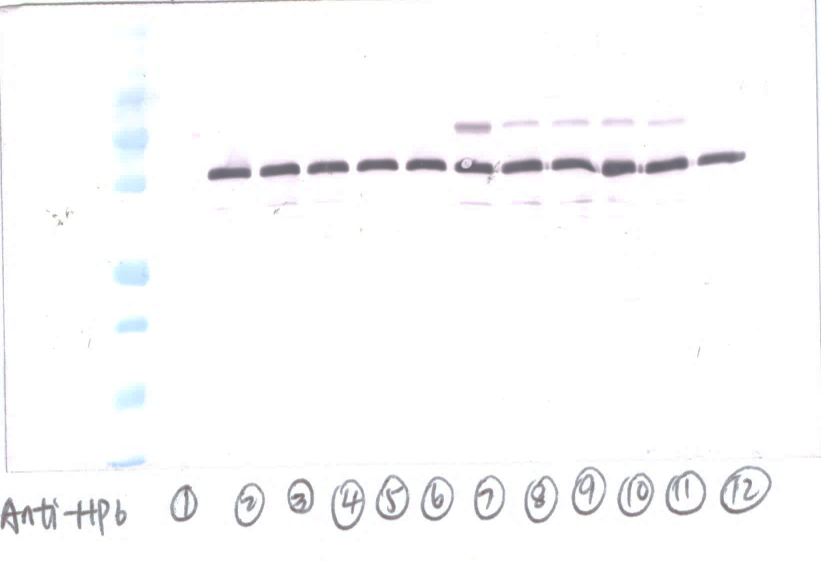 Anti-HPb ① ② ③ ④ ⑤ ⑥ ⑦ ⑧ ⑨ ⑩ ⑪ ⑫